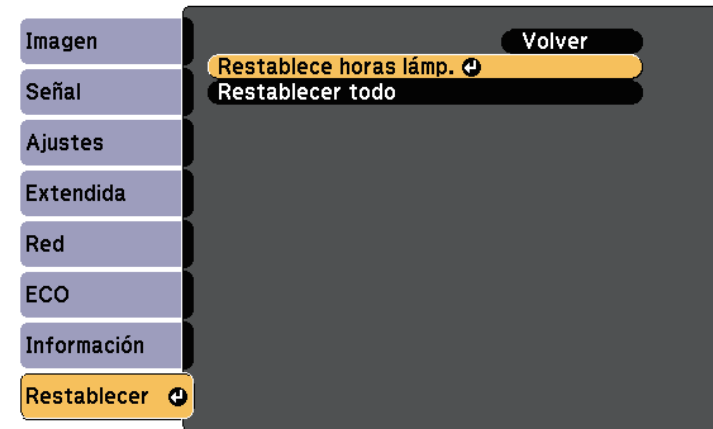 Imagen
Señal
Ajustes
Extendida
Red
ECO
Información
Restablecer
Volver
Restablece horas lámp.
Restablecer todo